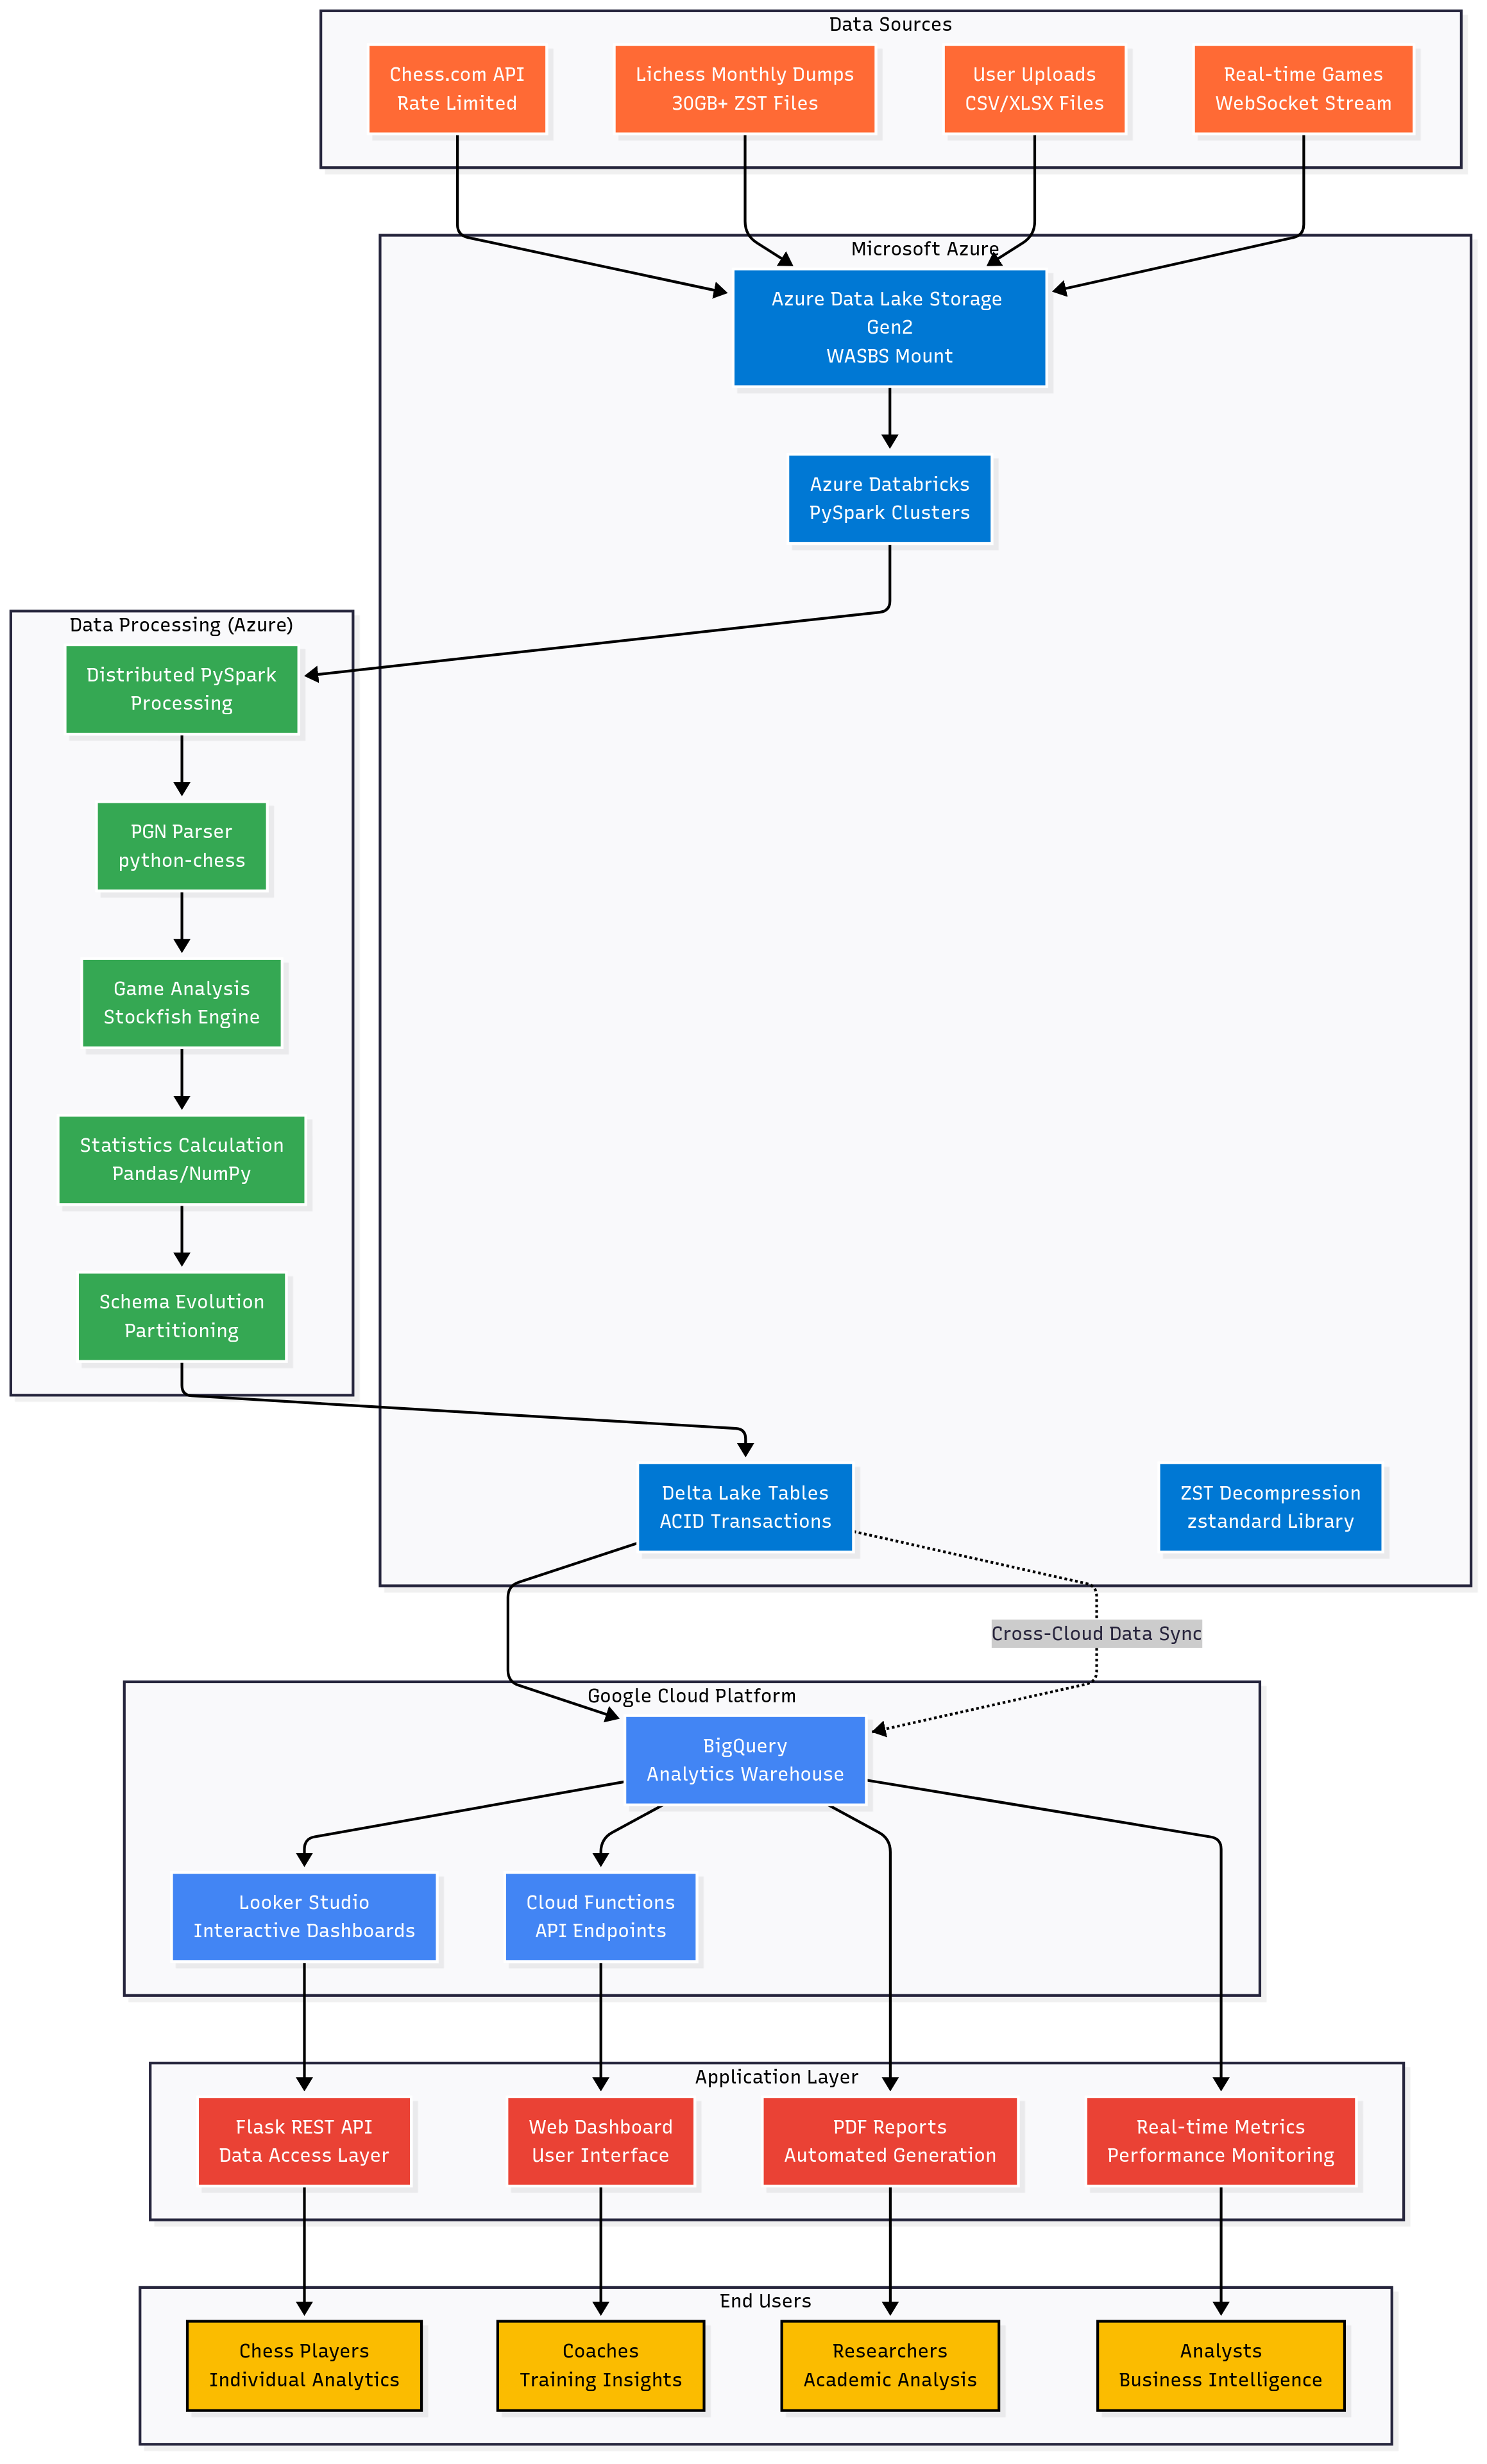 Data Sources
Chess.com API
Rate Limited
Lichess Monthly Dumps
30GB+ ZST Files
User Uploads
CSV/XLSX Files
Real-time Games
WebSocket Stream
Microsoft Azure
Azure Data Lake Storage
Gen2
WASBS Mount
Azure Databricks
PySpark Clusters
Data Processing (Azure)
Distributed PySpark
Processing
PGN Parser
python-chess
Game Analysis
Stockfish Engine
Statistics Calculation
Pandas/NumPy
Schema Evolution
Partitioning
Delta Lake Tables
ACID Transactions
ZST Decompression
zstandard Library
Cross-Cloud Data Sync
Google Cloud Platform
BigQuery
Analytics Warehouse
Looker Studio
Interactive Dashboards
Cloud Functions
API Endpoints
Application Layer
Flask REST API
Data Access Layer
Web Dashboard
User Interface
PDF Reports
Automated Generation
Real-time Metrics
Performance Monitoring
End Users
Chess Players
Individual Analytics
Coaches
Training Insights
Researchers
Academic Analysis
Analysts
Business Intelligence